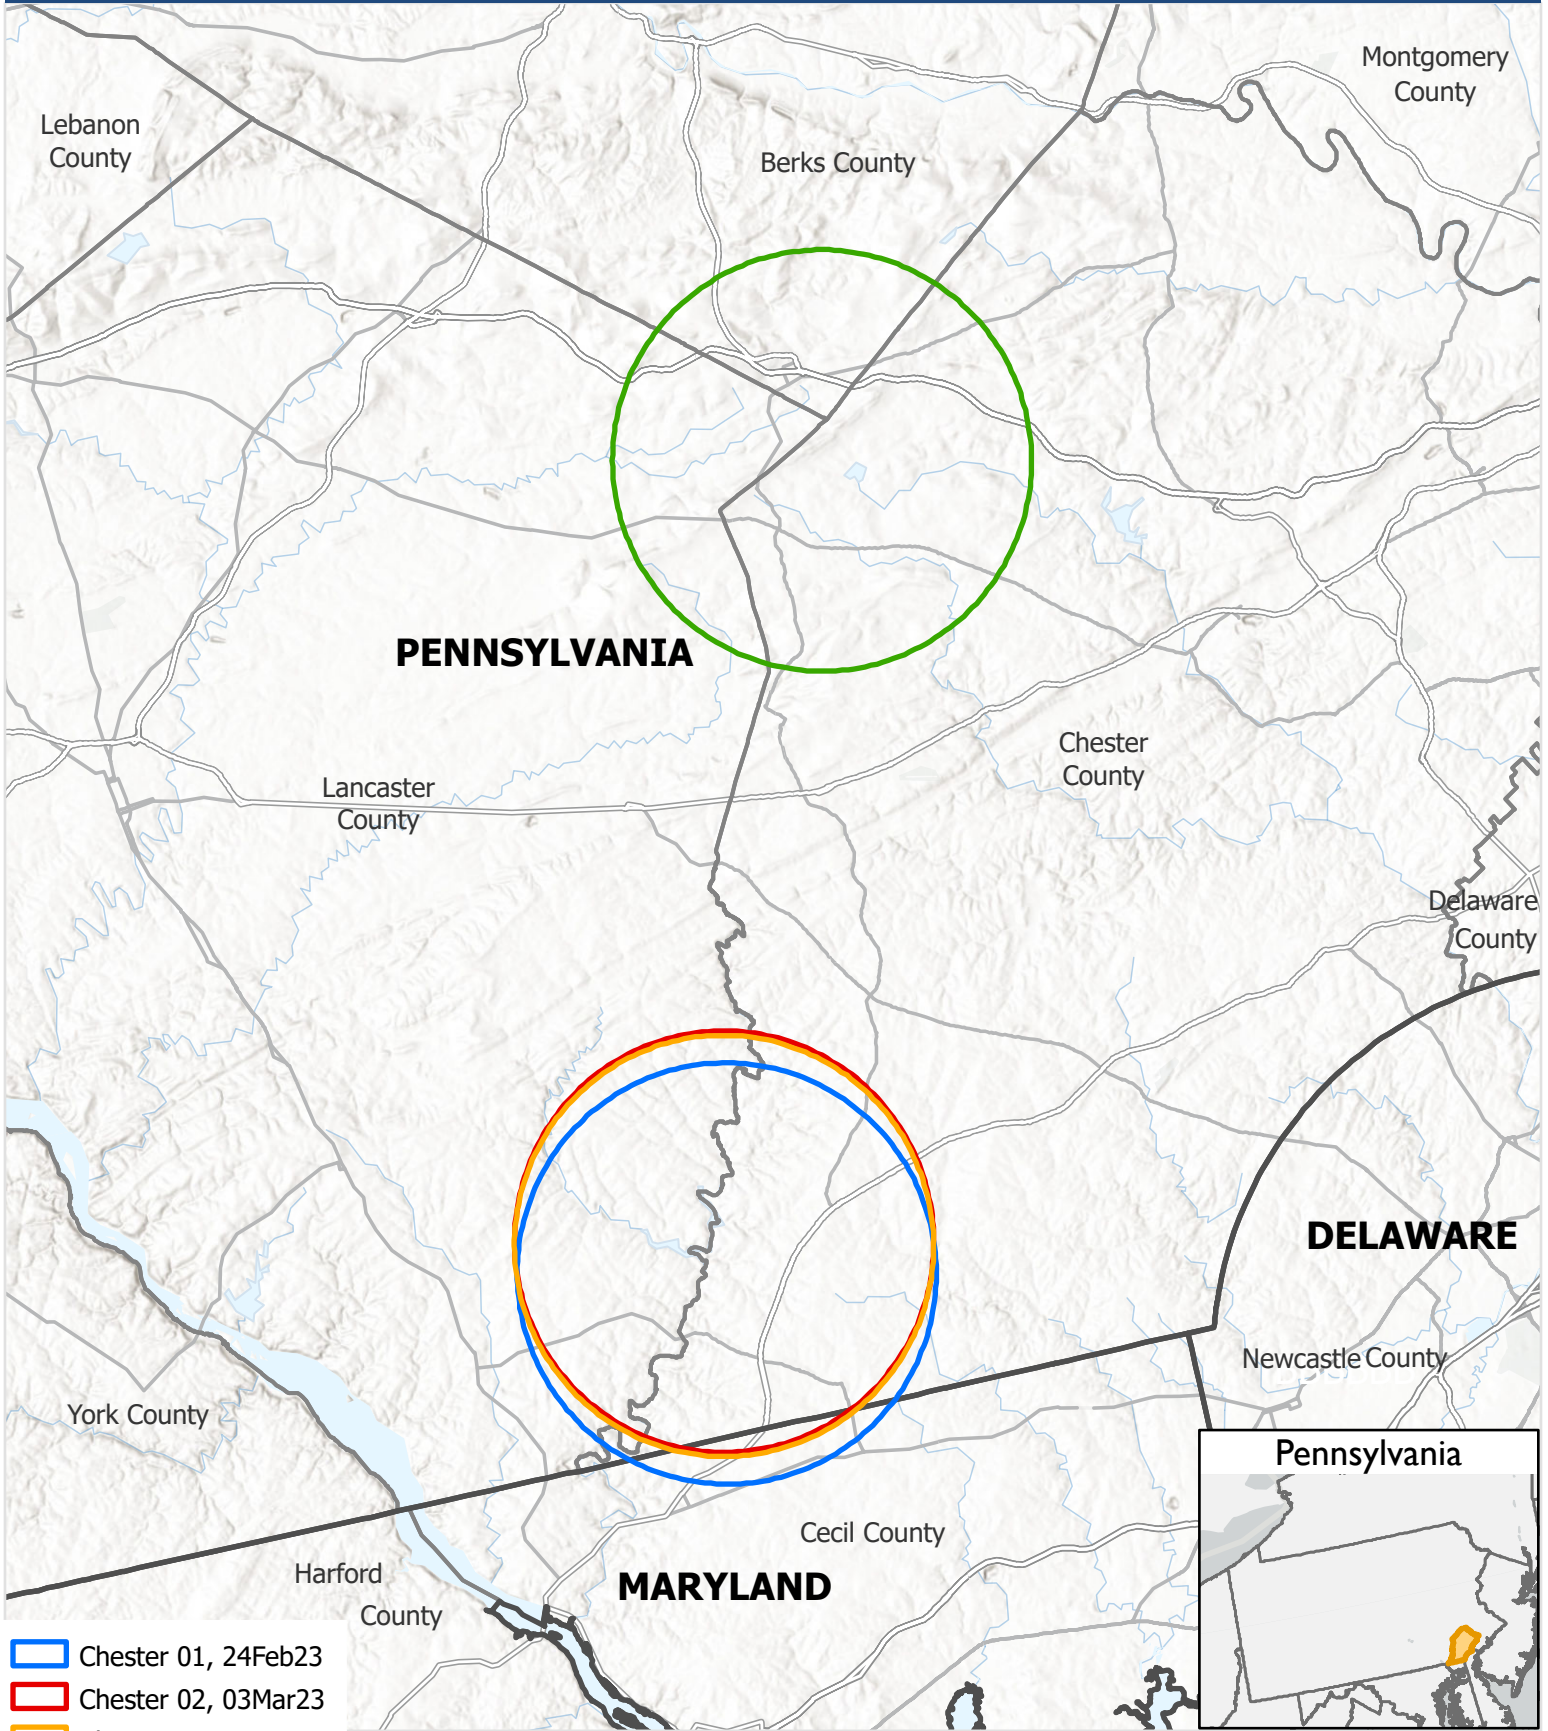 Montgomery
County
Lebanon
County
Berks County
PENNSYLVANIA
Chester
County
Lancaster
County
Delaware
County
DELAWARE
Newcastle County
York County
Pennsylvania
Cecil County
Harford
County
MARYLAND
Chester 01, 24Feb23
Chester 02, 03Mar23